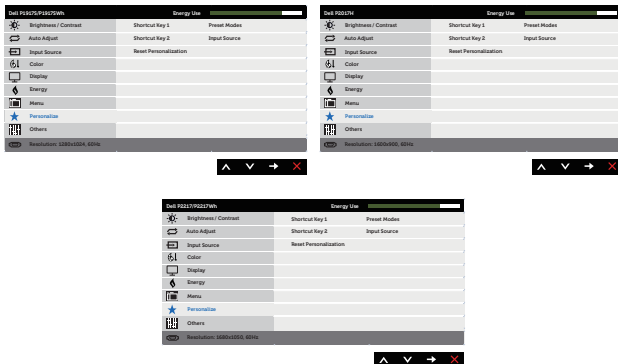 Dell P1917S/P1917SWh Energy Use
Brightness / Contrast Shortcut Key 1 Preset Modes
Auto Adjust Shortcut Key 2 Input Source
Input Source Reset Personalization
Color
Display
Energy
Menu
Personalize
Others
Resolution: 1280x1024, 60Hz
Dell P2017H Energy Use
Brightness / Contrast Shortcut Key 1 Preset Modes
Auto Adjust Shortcut Key 2 Input Source
Input Source Reset Personalization
Color
Display
Energy
Menu
Personalize
Others
Resolution: 1600x900, 60Hz
Dell P2217/P2217Wh Energy Use
Brightness / Contrast Shortcut Key 1 Preset Modes
Auto Adjust Shortcut Key 2 Input Source
Input Source Reset Personalization
Color
Display
Energy
Menu
Personalize
Others
Resolution: 1680x1050, 60Hz